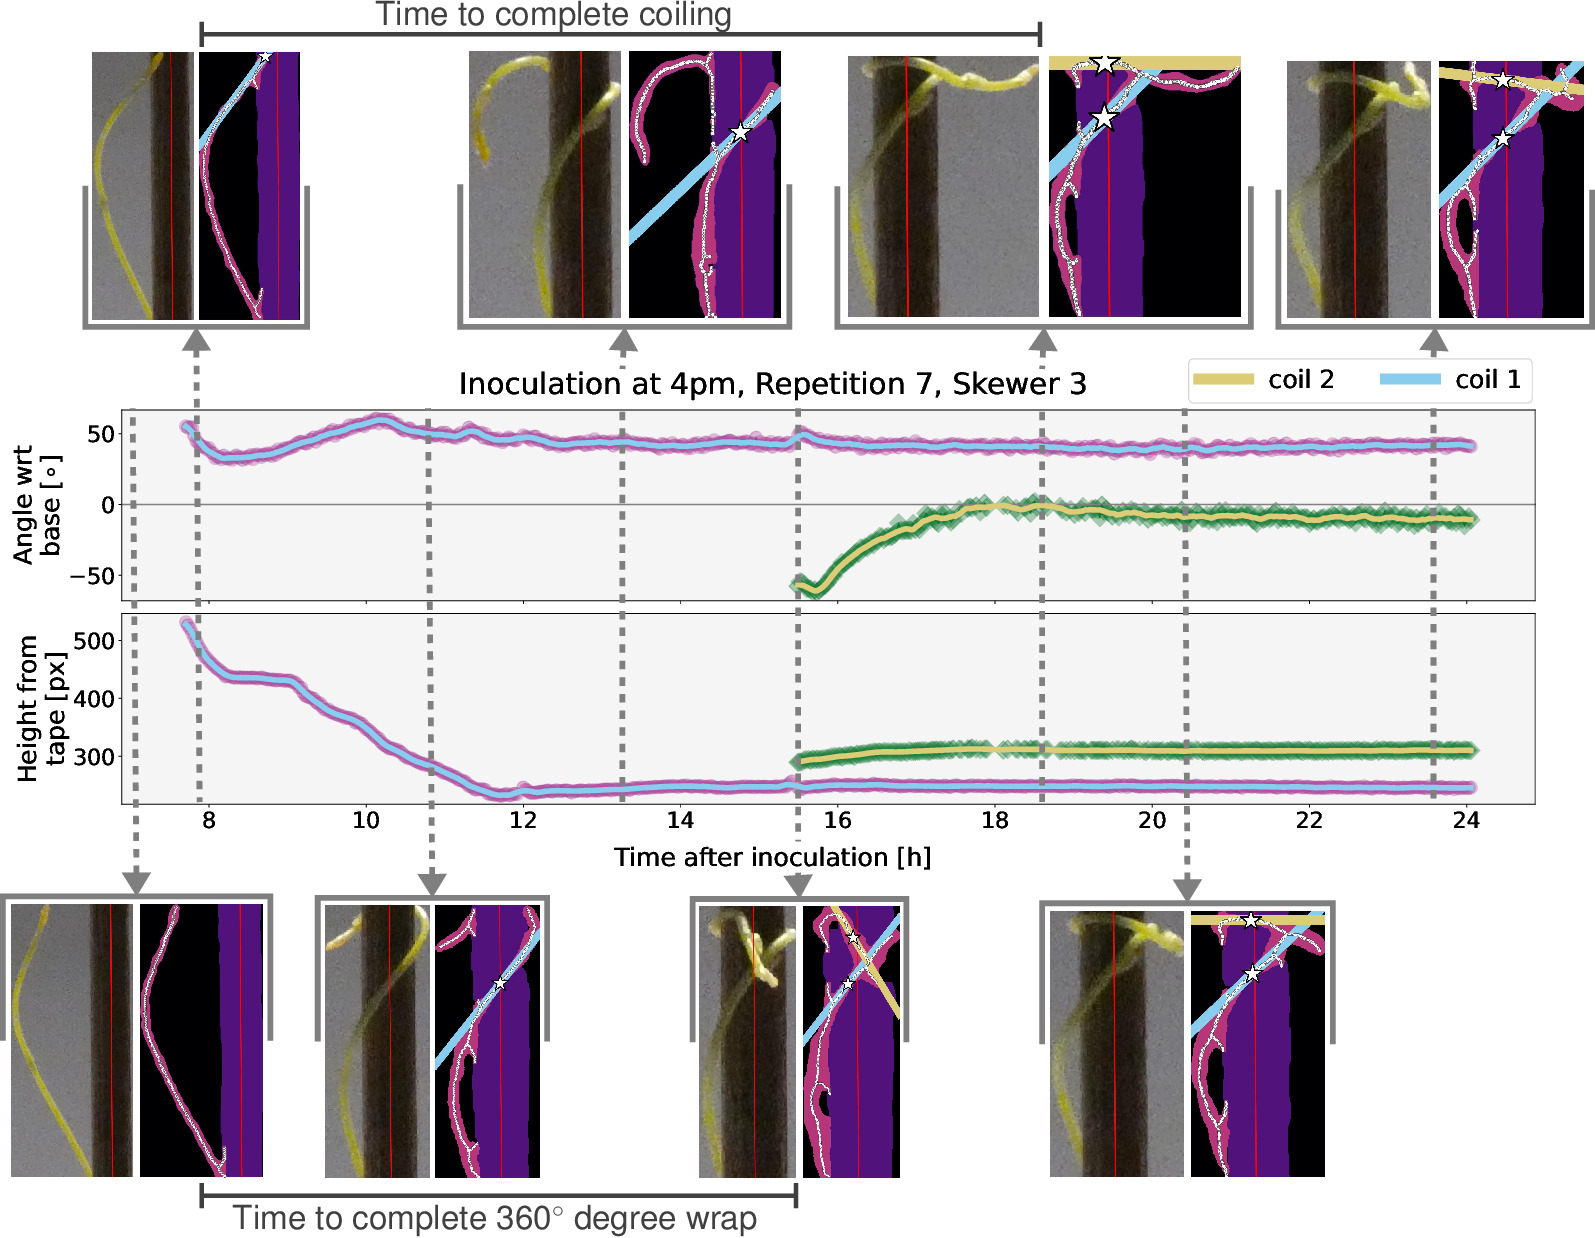 Time to complete coiling
Inoculation at 4pm, Repetition 7, Skewer 3
coil 2
coil 1
Angle wrt
base [∘]
50
0
−50
Height from
tape [px]
500
400
300
8 10 12 14 16 18 20 22 24
Time after inoculation [h]
Time to complete 360° degree wrap